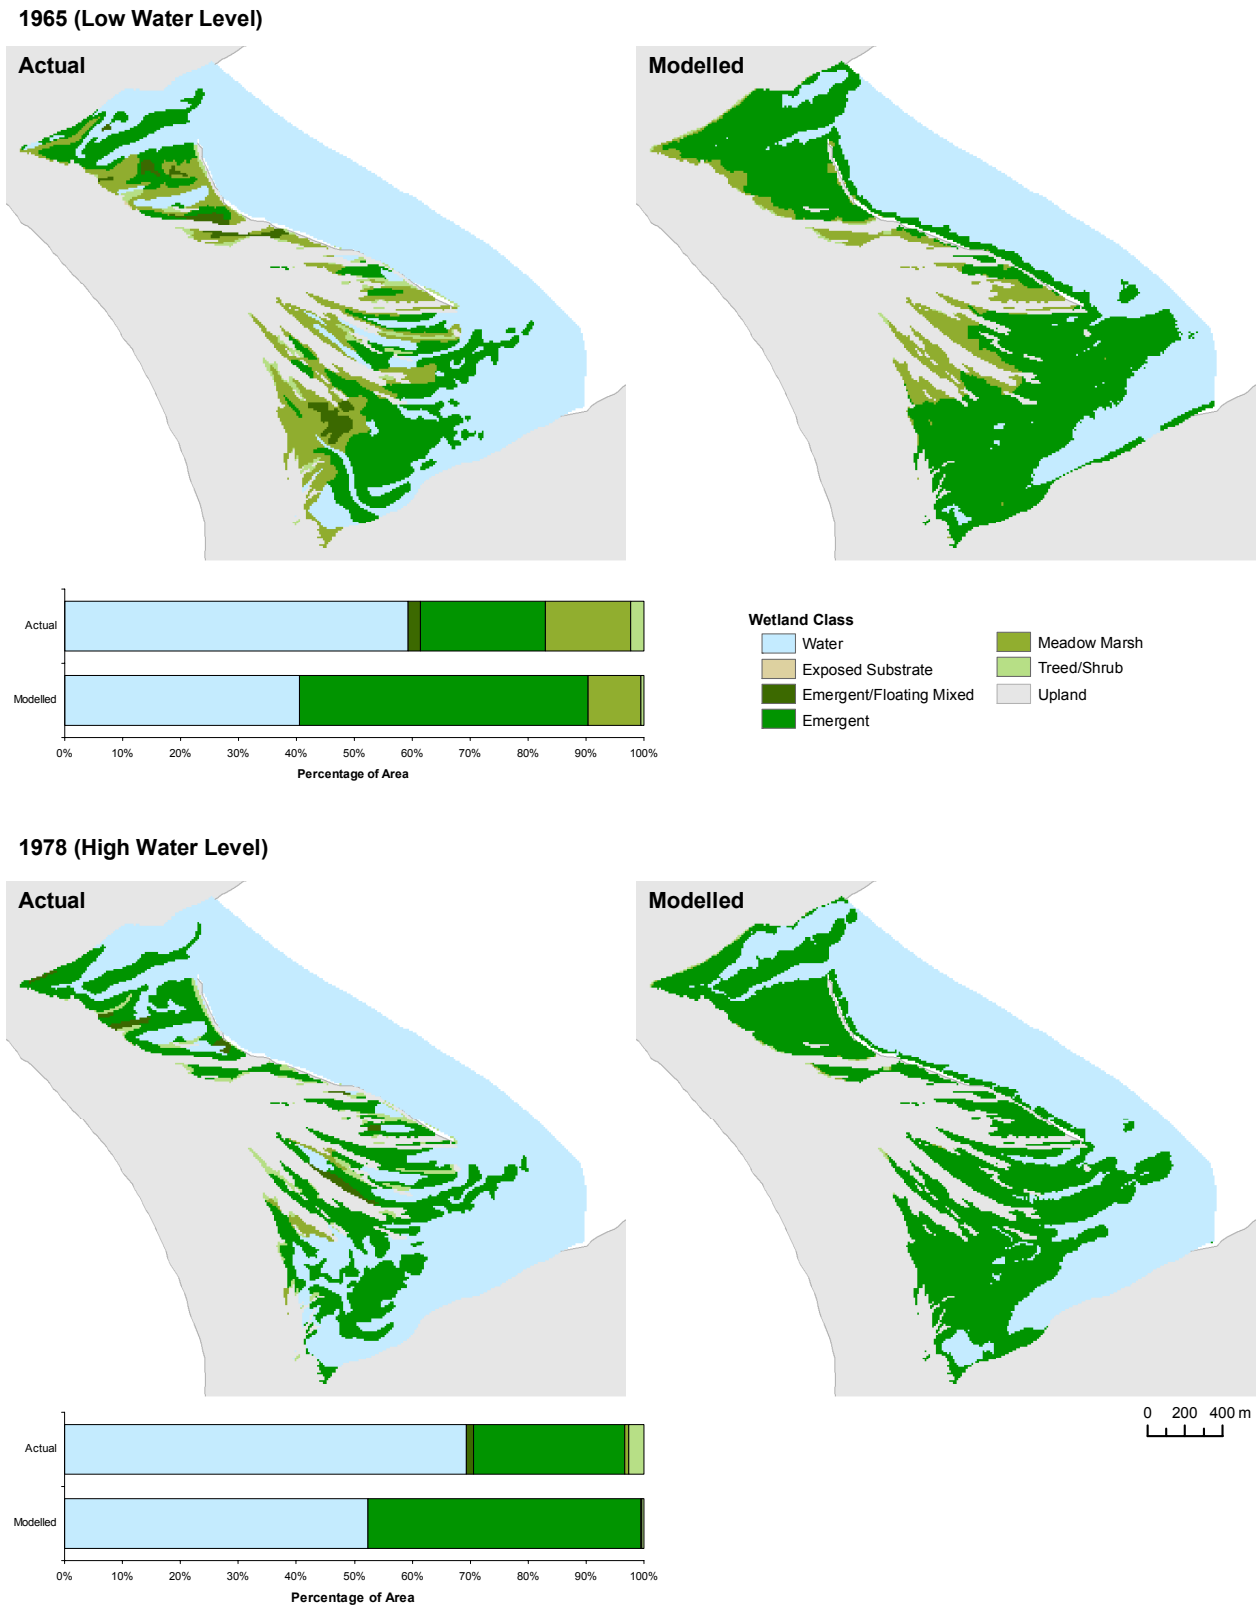 1965 (Low Water Level)
Actual
Modelled
Actual
Modelled
0% 10% 20% 30% 40% 50% 60% 70% 80% 90% 100%
Percentage of Area
Wetland Class
Water
Exposed Substrate
Emergent/Floating Mixed
Emergent
Meadow Marsh
Treed/Shrub
Upland
1978 (High Water Level)
Actual
Modelled
0 200 400 m
Actual
Modelled
0% 10% 20% 30% 40% 50% 60% 70% 80% 90% 100%
Percentage of Area